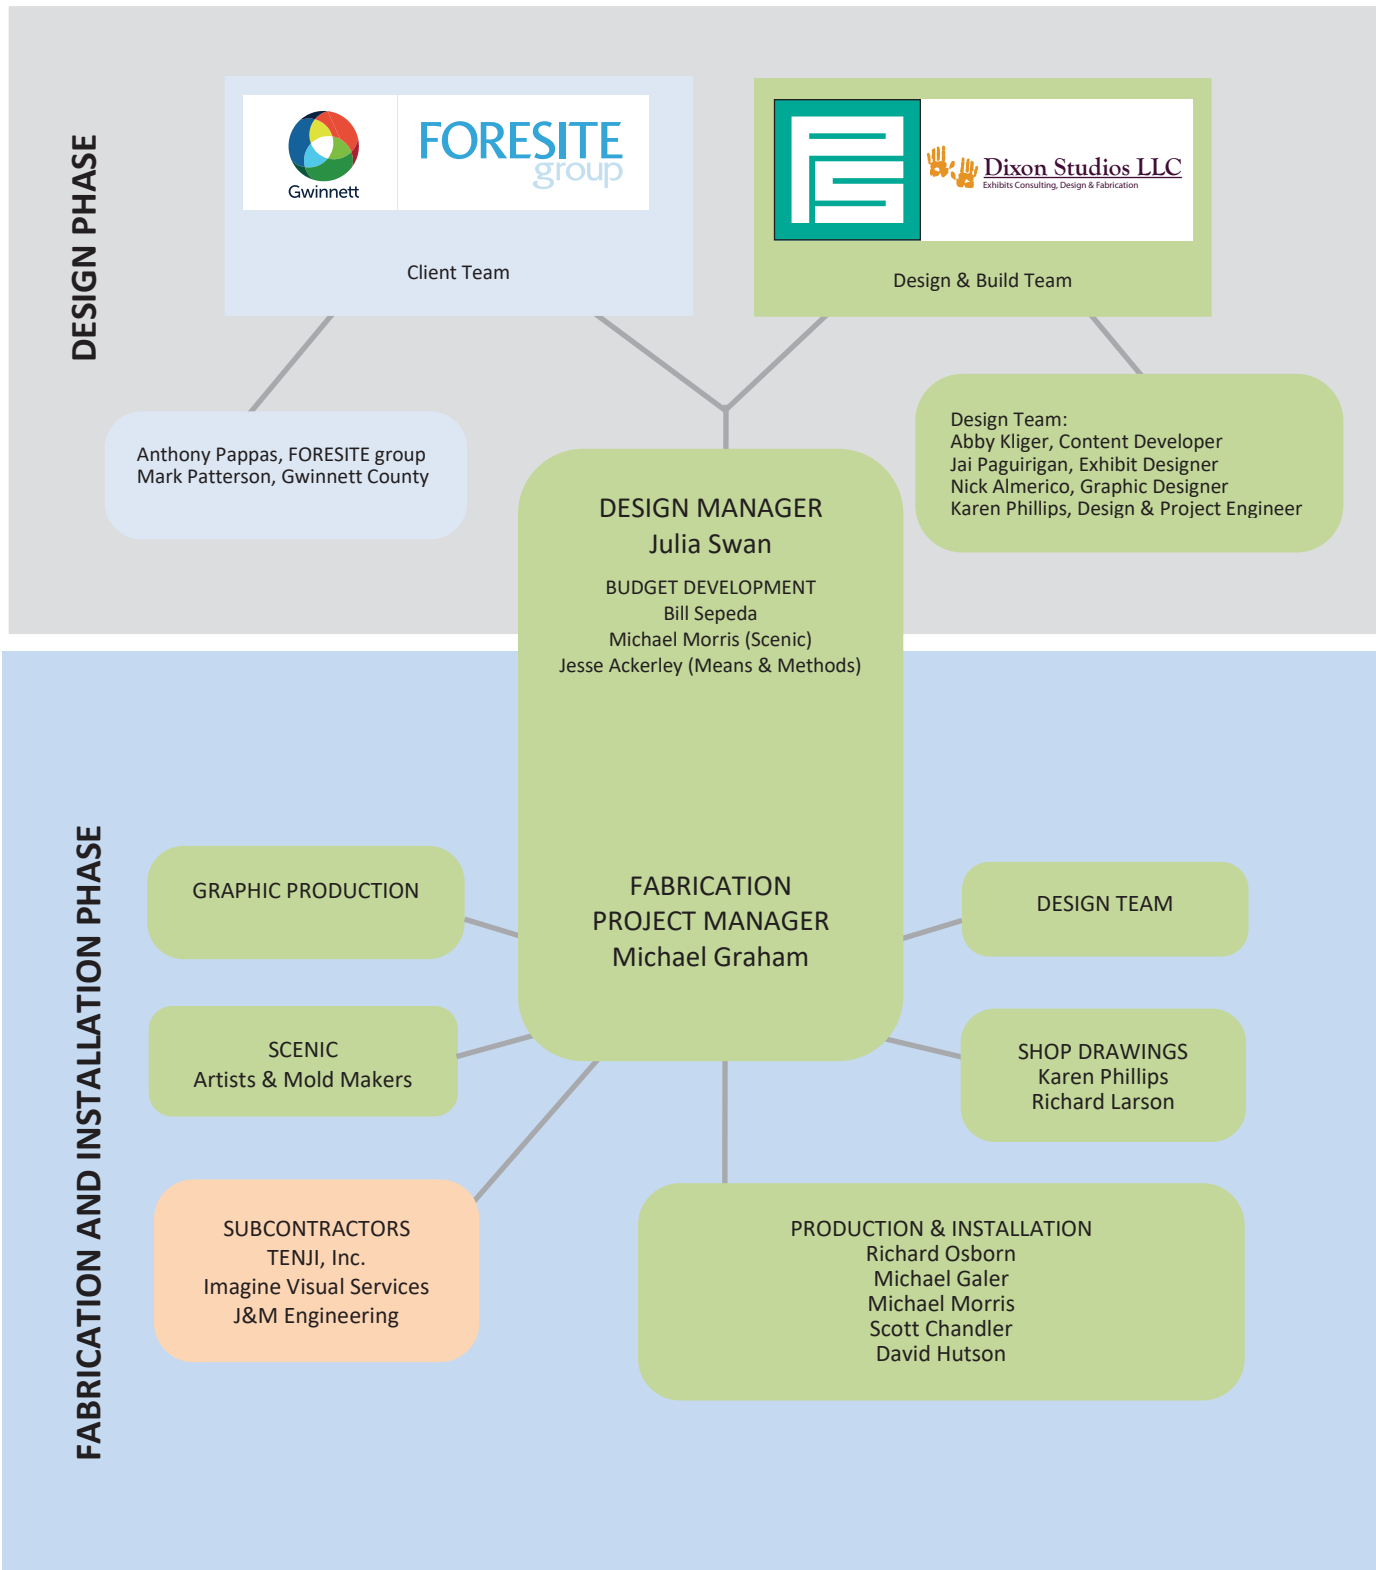 DESIGN PHASE
Gwinnett
FORESITE
group
Client Team
Dixon Studios LLC
Exhibits Consulting, Design & Fabrication
Design & Build Team
Anthony Pappas, FORESITE group
Mark Patterson, Gwinnett County
Design Team:
Abby Kliger, Content Developer
Jai Paguirigan, Exhibit Designer
Nick Almerico, Graphic Designer
Karen Phillips, Design & Project Engineer
DESIGN MANAGER
Julia Swan
BUDGET DEVELOPMENT
Bill Sepeda
Michael Morris (Scenic)
Jesse Ackerley (Means & Methods)
FABRICATION AND INSTALLATION PHASE
FABRICATION
PROJECT MANAGER
Michael Graham
GRAPHIC PRODUCTION
DESIGN TEAM
SCENIC
Artists & Mold Makers
SHOP DRAWINGS
Karen Phillips
Richard Larson
SUBCONTRACTORS
TENJI, Inc.
Imagine Visual Services
J&M Engineering
PRODUCTION & INSTALLATION
Richard Osborn
Michael Galer
Michael Morris
Scott Chandler
David Hutson